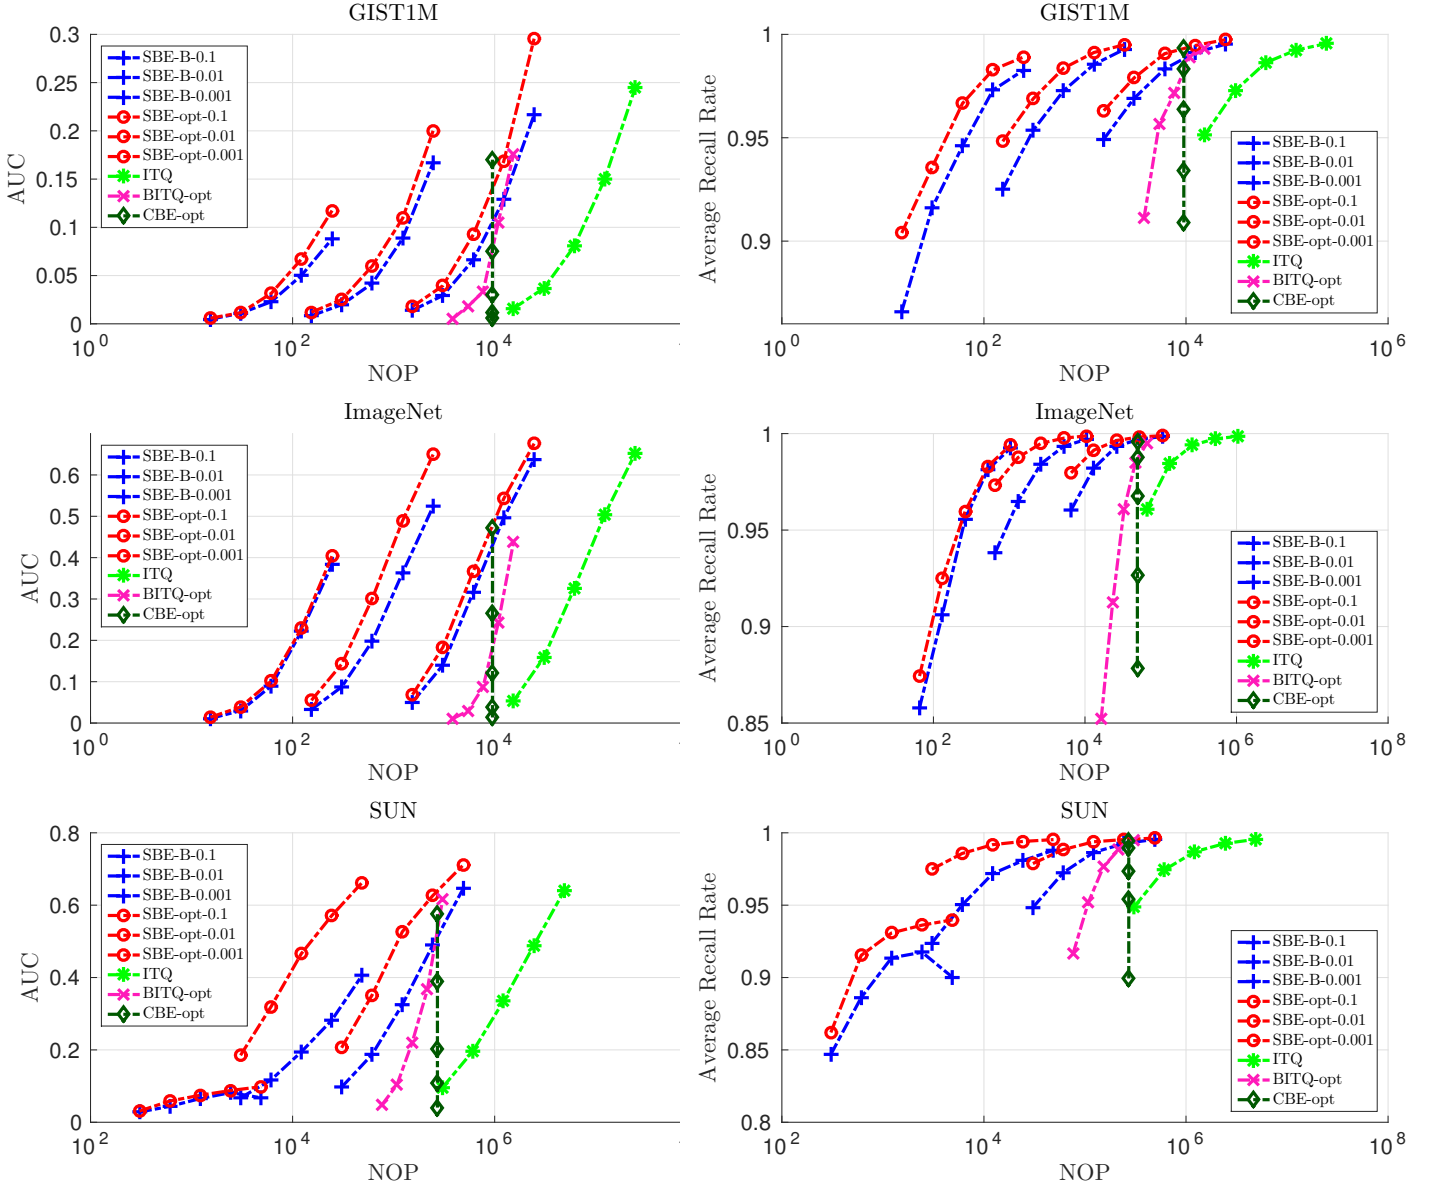 GIST1M
0.3
0.25
0.2
0.15
0.1
0.05
0
AUC
SBE-B-0.1
SBE-B-0.01
SBE-B-0.001
SBE-opt-0.1
SBE-opt-0.01
SBE-opt-0.001
ITQ
BITQ-opt
CBE-opt
10^0
10^2
10^4
NOP
GIST1M
1
0.95
0.9
Average Recall Rate
SBE-B-0.1
SBE-B-0.01
SBE-B-0.001
SBE-opt-0.1
SBE-opt-0.01
SBE-opt-0.001
ITQ
BITQ-opt
CBE-opt
10^0
10^2
10^4
10^6
NOP
ImageNet
0.6
0.5
0.4
0.3
0.2
0.1
0
AUC
SBE-B-0.1
SBE-B-0.01
SBE-B-0.001
SBE-opt-0.1
SBE-opt-0.01
SBE-opt-0.001
ITQ
BITQ-opt
CBE-opt
10^0
10^2
10^4
NOP
ImageNet
1
0.95
0.9
0.85
Average Recall Rate
SBE-B-0.1
SBE-B-0.01
SBE-B-0.001
SBE-opt-0.1
SBE-opt-0.01
SBE-opt-0.001
ITQ
BITQ-opt
CBE-opt
10^0
10^2
10^4
10^6
10^8
NOP
SUN
0.8
0.6
0.4
0.2
0
AUC
SBE-B-0.1
SBE-B-0.01
SBE-B-0.001
SBE-opt-0.1
SBE-opt-0.01
SBE-opt-0.001
ITQ
BITQ-opt
CBE-opt
10^2
10^4
10^6
NOP
SUN
1
0.95
0.9
0.85
0.8
Average Recall Rate
SBE-B-0.1
SBE-B-0.01
SBE-B-0.001
SBE-opt-0.1
SBE-opt-0.01
SBE-opt-0.001
ITQ
BITQ-opt
CBE-opt
10^2
10^4
10^6
10^8
NOP